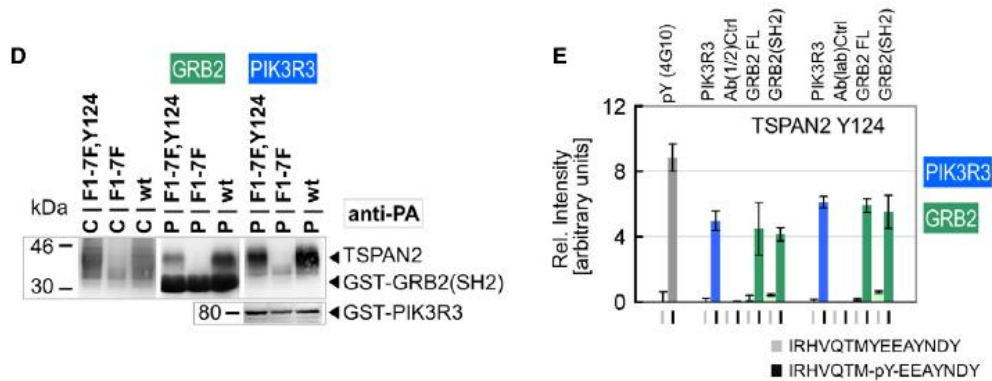 D
GRB2 PIK3R3
C | F1-7F,Y124
C | F1-7F
C | wt
P | F1-7F,Y124
P | F1-7F
P | wt
P | F1-7F,Y124
P | F1-7F
P | wt
anti-PA
kDa
46
30
TSPAN2
GST-GRB2(SH2)
80
GST-PIK3R3
E
pY (4G10)
PIK3R3
Ab(1/2)Ctrl
GRB2 FL
GRB2(SH2)
PIK3R3
Ab(lab)Ctrl
GRB2 FL
GRB2(SH2)
Rel. Intensity
[arbitrary units]
12
8
4
0
TSPAN2 Y124
PIK3R3
GRB2
IRHVQTMYEEAYNDY
IRHVQTM-pY-EEAYNDY